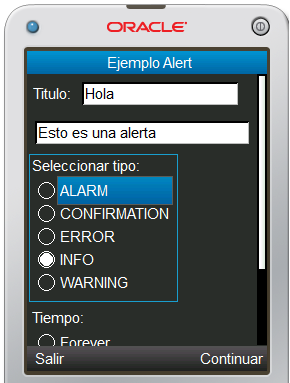 ORACLE
Ejemplo Alert
Titulo: Hola
Esto es una alerta
Seleccionar tipo:
ALARM
CONFIRMATION
ERROR
INFO
WARNING
Tiempo:
Forever
Salir Continuar